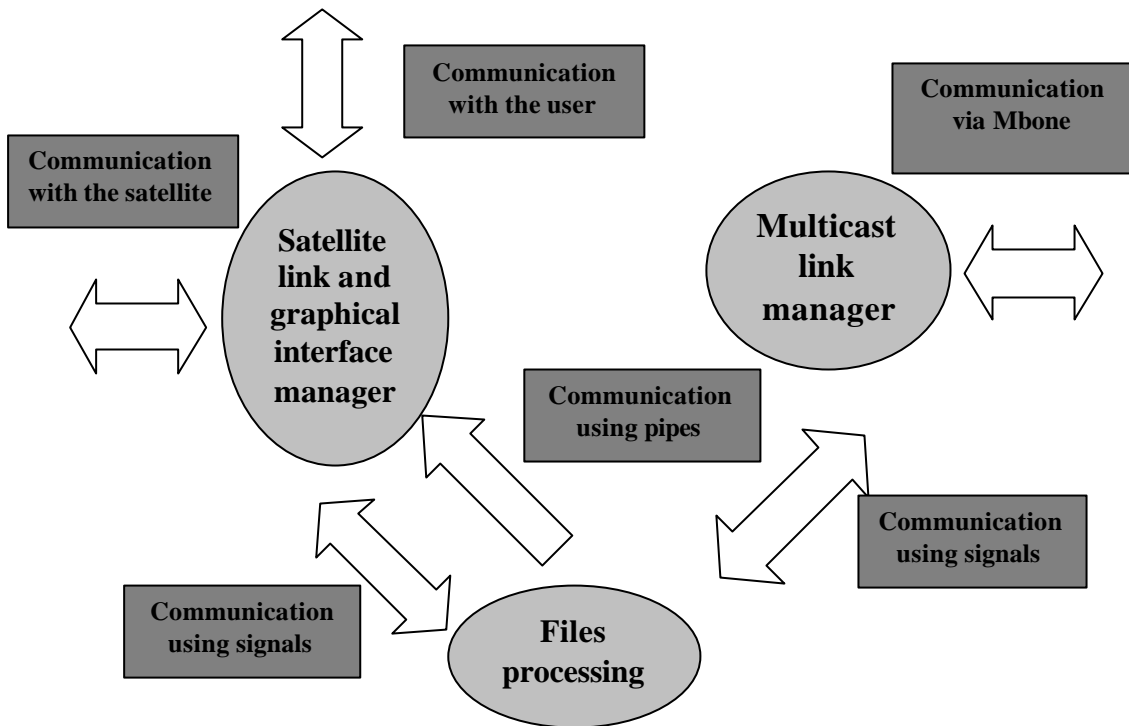 Communication
with the user
Communication
via Mbone
Communication
with the satellite
Satellite
link and
graphical
interface
manager
Multicast
link
manager
Communication
using pipes
Communication
using signals
Communication
using signals
Files
processing